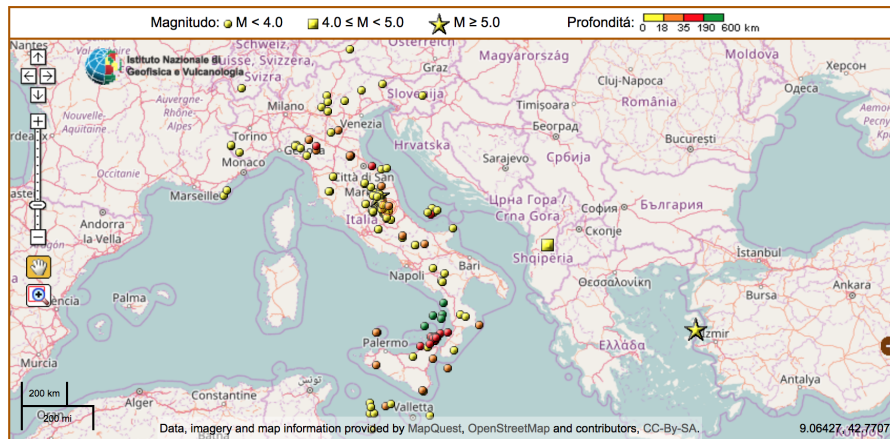 Magnitudo: M < 4.0 4.0 ≤ M < 5.0 M ≥ 5.0 Profonditá: 0 18 35 190 600 km
Nantes
Schweiz,
Suisse, Svizzera,
Svizra
Österreich
Magyarország
Moldova
Istituto Nazionale di
Geofisica e Vulcanologia
Graz
Cluj-Napoca
Херсон
Одеса
Auvergne-
Rhône-
Alpes
Nouvelle-
Aquitaine
Slovenija
Milano
Timișoara
România
Torino
Venezia
Београд
București
Genova
Hrvatska
Sarajevo
Србија
Monaco
Città di San
Marino
Marseille
Црна Гора /
Crna Gora
София
България
Italia
Скопје
Andorra
la Vella
Shqipëria
İstanbul
Bari
Napoli
Θεσσαλονίκη
Bursa
Ankara
Palma
Izmir
Palermo
Ελλάδα
Murcia
Antalya
200 km
200 mi
Alger
Constantine
تونس
Valletta
Data, imagery and map information provided by MapQuest, OpenStreetMap and contributors, CC-By-SA.
9.06427, 42.7707